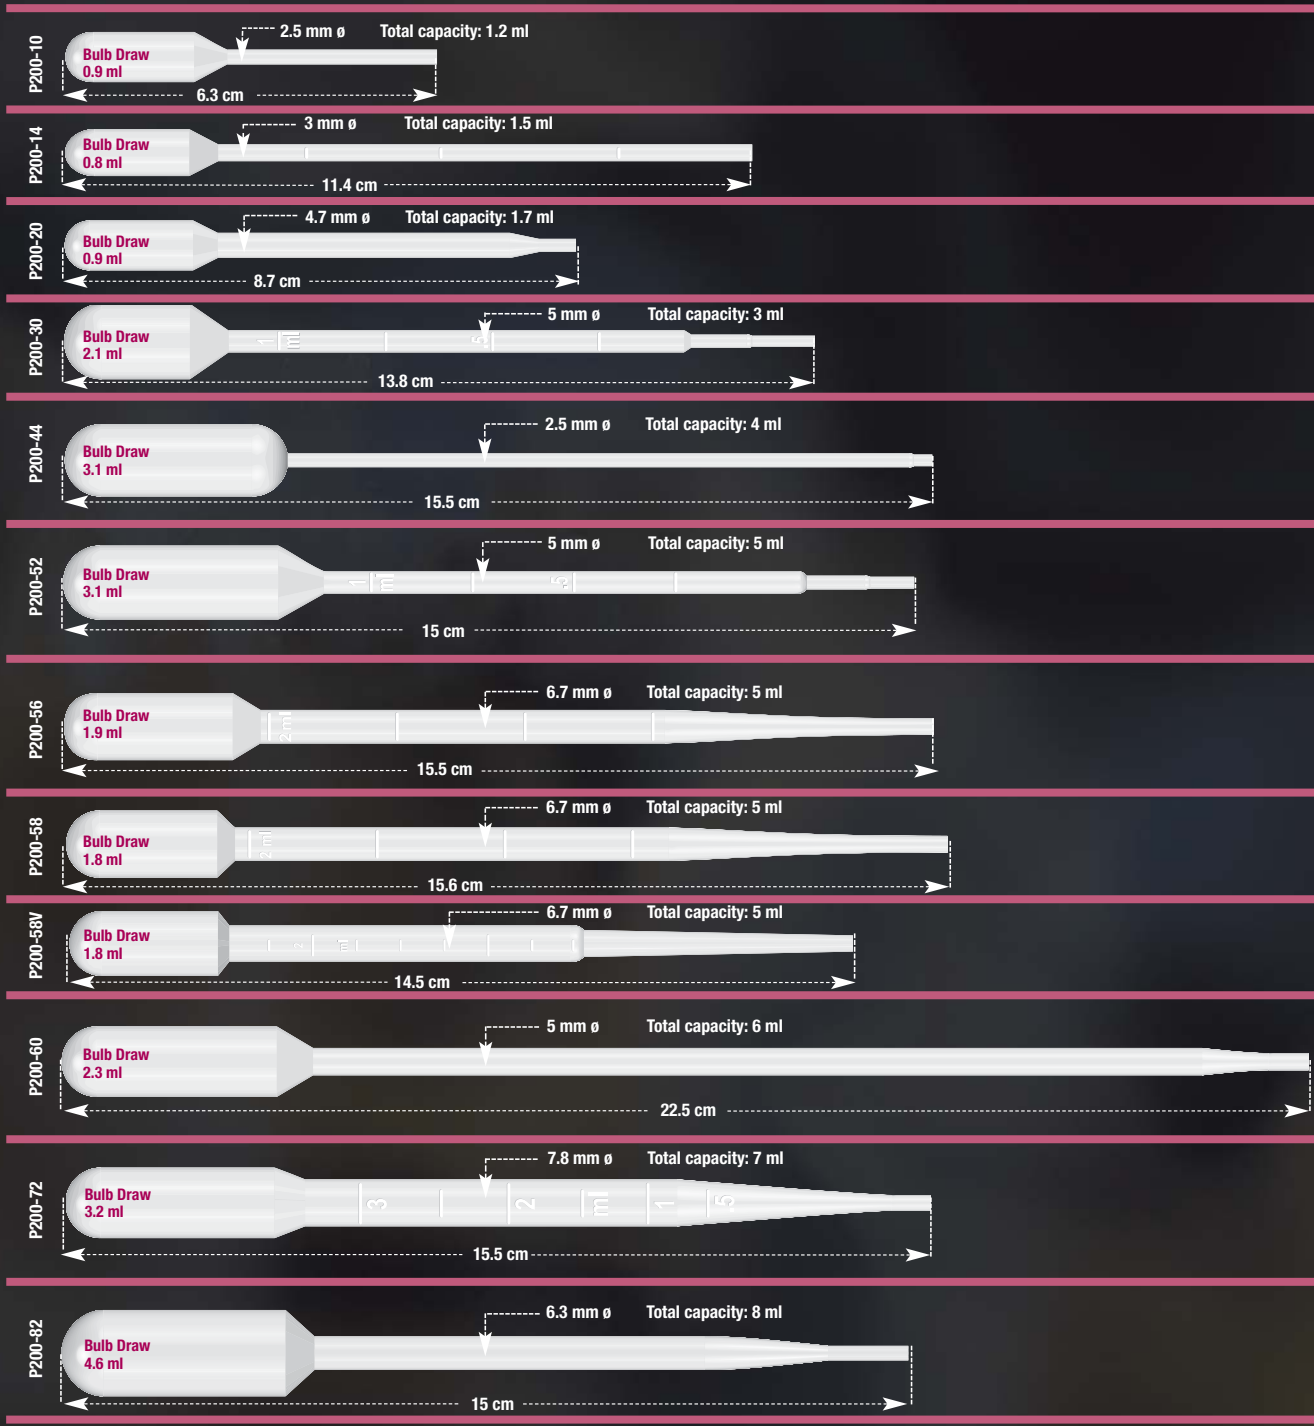 P200-10
2.5 mm ø Total capacity: 1.2 ml
Bulb Draw
0.9 ml
6.3 cm
P200-14
3 mm ø Total capacity: 1.5 ml
Bulb Draw
0.8 ml
11.4 cm
P200-20
4.7 mm ø Total capacity: 1.7 ml
Bulb Draw
0.9 ml
8.7 cm
P200-30
5 mm ø Total capacity: 3 ml
Bulb Draw
2.1 ml
1 ml .5
13.8 cm
P200-44
2.5 mm ø Total capacity: 4 ml
Bulb Draw
3.1 ml
15.5 cm
P200-52
5 mm ø Total capacity: 5 ml
Bulb Draw
3.1 ml
1 ml .5
15 cm
P200-56
6.7 mm ø Total capacity: 5 ml
Bulb Draw
1.9 ml
2 ml
15.5 cm
P200-58
6.7 mm ø Total capacity: 5 ml
Bulb Draw
1.8 ml
2 ml
15.6 cm
P200-58V
6.7 mm ø Total capacity: 5 ml
Bulb Draw
1.8 ml
2 ml
14.5 cm
P200-60
5 mm ø Total capacity: 6 ml
Bulb Draw
2.3 ml
22.5 cm
P200-72
7.8 mm ø Total capacity: 7 ml
Bulb Draw
3.2 ml
3 2 ml 1 .5
15.5 cm
P200-82
6.3 mm ø Total capacity: 8 ml
Bulb Draw
4.6 ml
15 cm